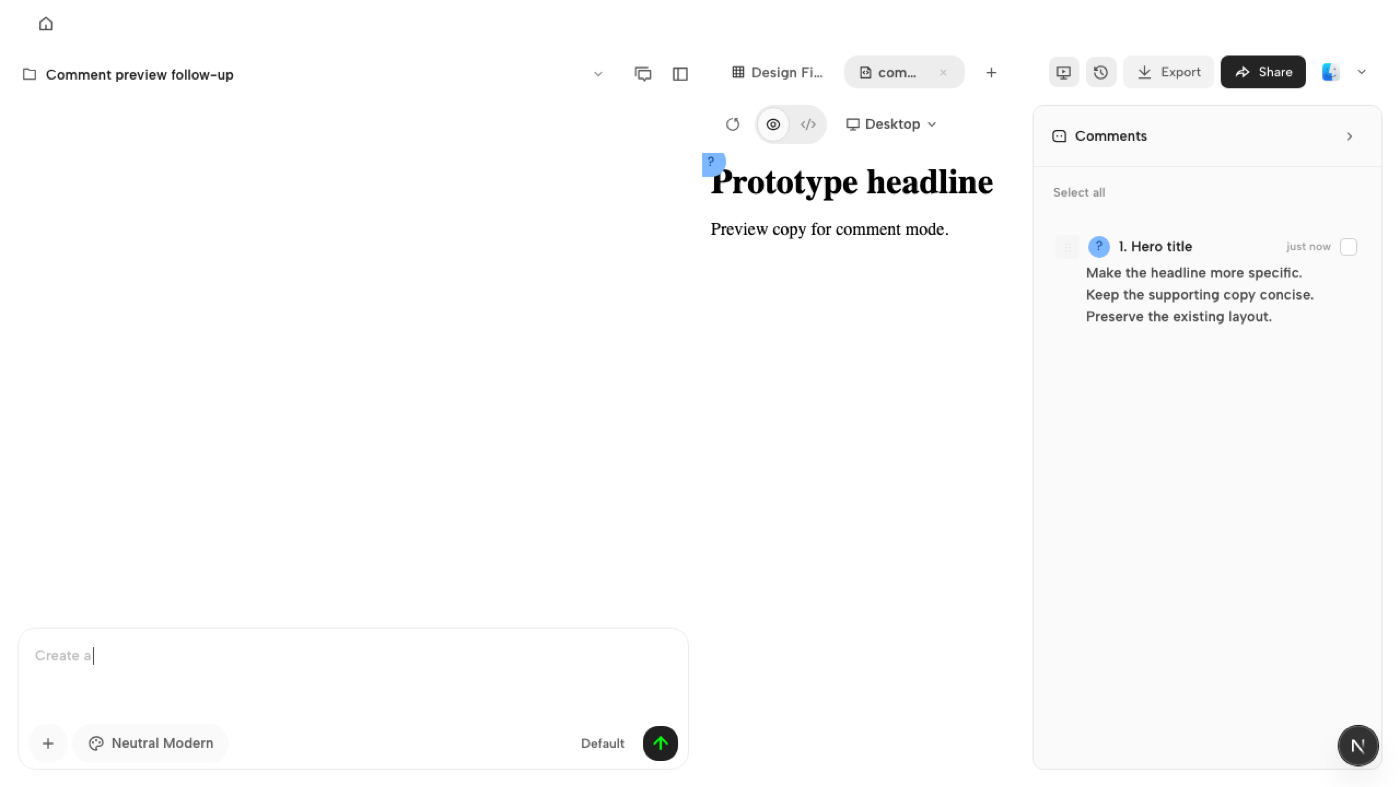 Comment preview follow-up
Design Fi...
com...
Export
Share
Desktop
?
Prototype headline
Preview copy for comment mode.
Comments
Select all
? 1. Hero title just now
Make the headline more specific.
Keep the supporting copy concise.
Preserve the existing layout.
Create a
Neutral Modern
Default
N